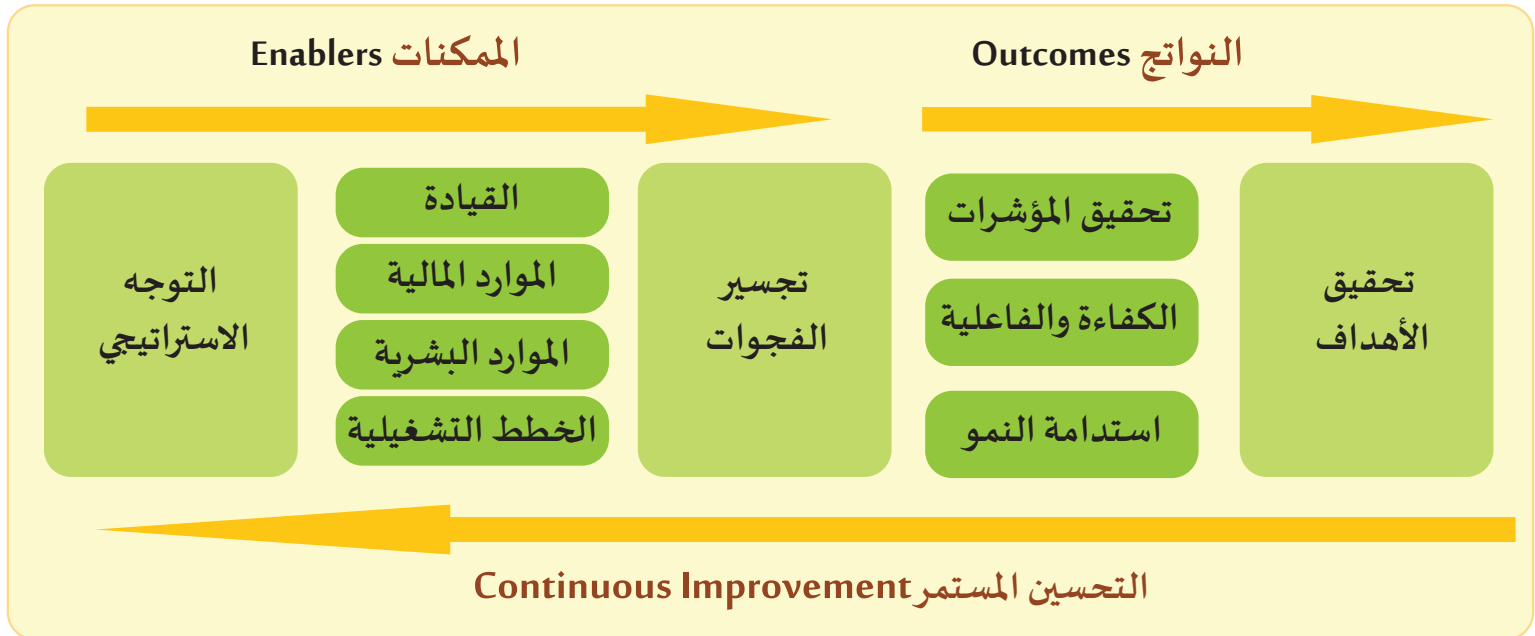 الممكنات Enablers
النواتج Outcomes
التوجه
الاستراتيجي
القيادة
الموارد المالية
الموارد البشرية
الخطط التشغيلية
تجسير
الفجوات
تحقيق المؤشرات
الكفاءة والفاعلية
استدامة النمو
تحقيق
الأهداف
التحسين المستمر Continuous Improvement